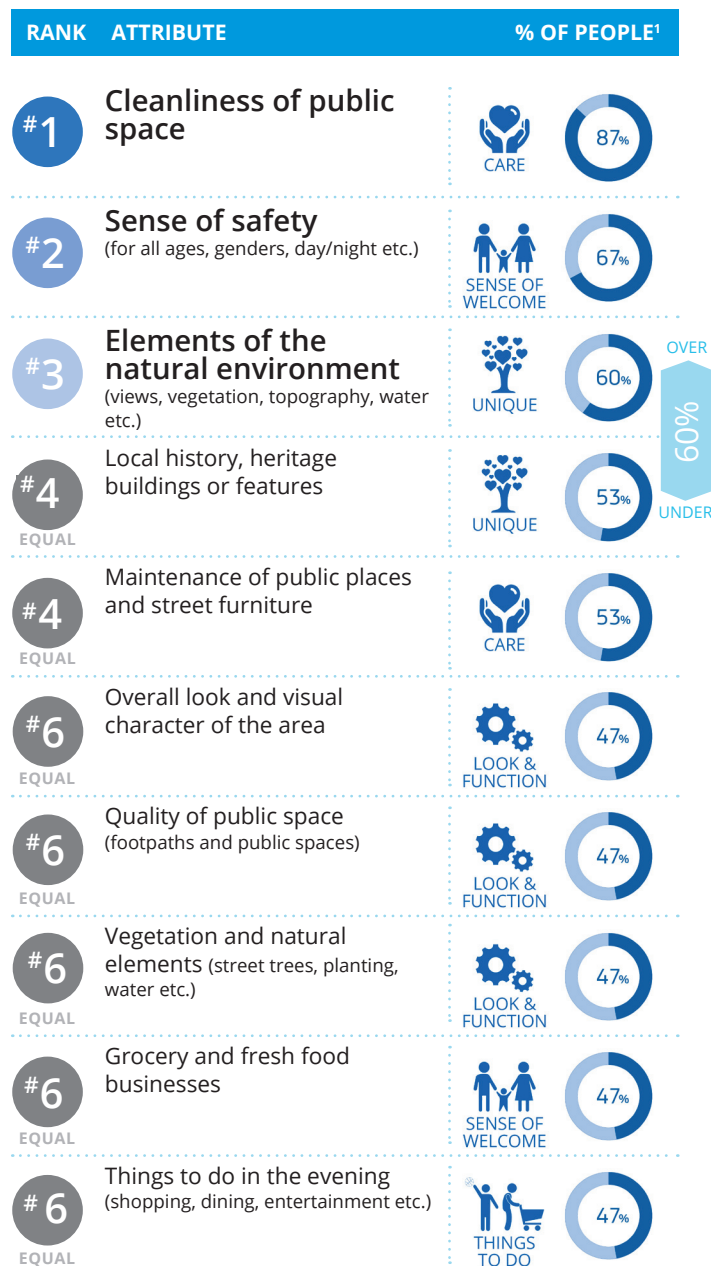 RANK ATTRIBUTE % OF PEOPLE¹
#1
Cleanliness of public
space
CARE
87%
#2
Sense of safety
(for all ages, genders, day/night etc.)
SENSE OF
WELCOME
67%
#3
Elements of the
natural environment
(views, vegetation, topography, water
etc.)
UNIQUE
60%
OVER
60%
UNDER
#4
EQUAL
Local history, heritage
buildings or features
UNIQUE
53%
#4
EQUAL
Maintenance of public places
and street furniture
CARE
53%
#6
EQUAL
Overall look and visual
character of the area
LOOK &
FUNCTION
47%
#6
EQUAL
Quality of public space
(footpaths and public spaces)
LOOK &
FUNCTION
47%
#6
EQUAL
Vegetation and natural
elements (street trees, planting,
water etc.)
LOOK &
FUNCTION
47%
#6
EQUAL
Grocery and fresh food
businesses
SENSE OF
WELCOME
47%
#6
EQUAL
Things to do in the evening
(shopping, dining, entertainment etc.)
THINGS
TO DO
47%